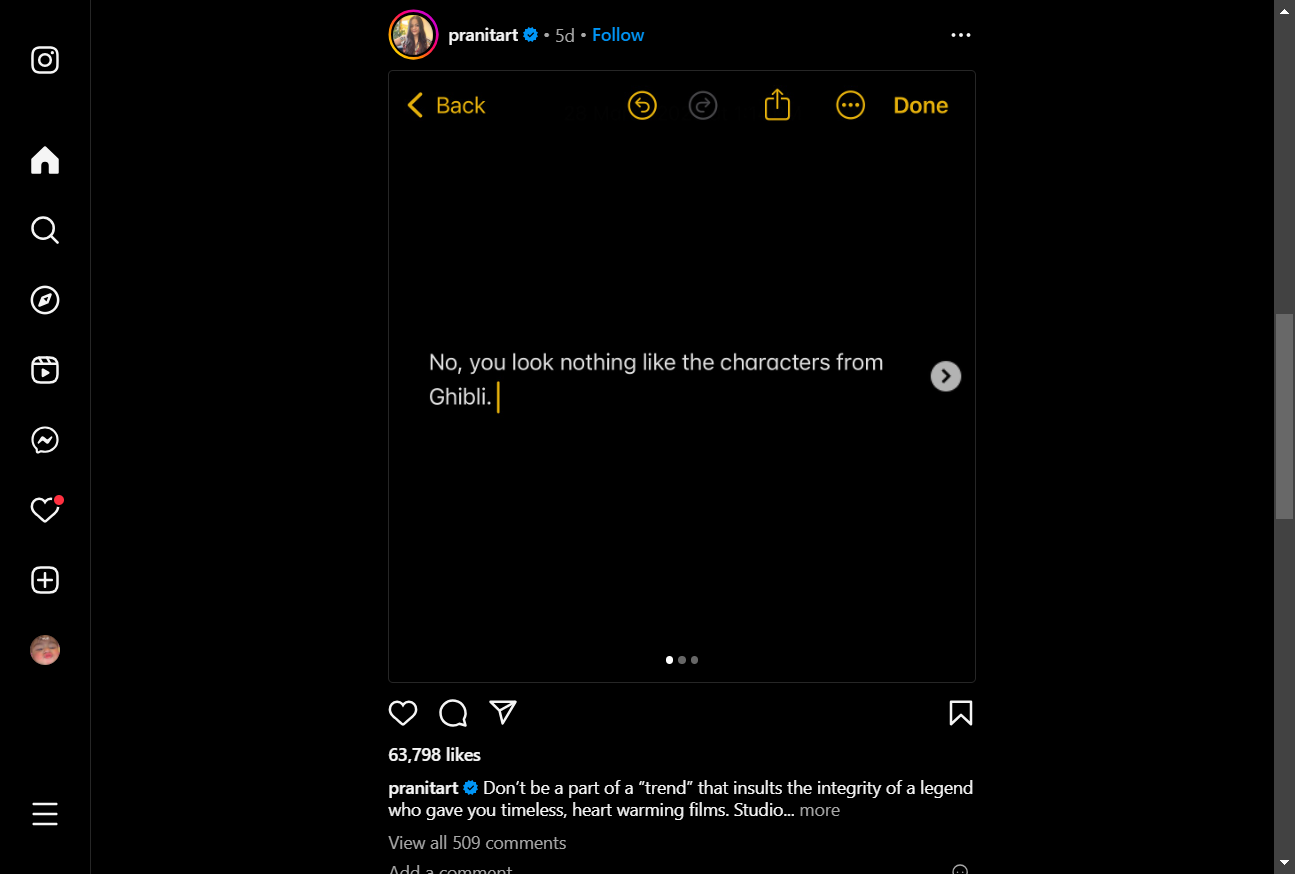 pranitart • 5d • Follow
Back
Done
No, you look nothing like the characters from
Ghibli.
63,798 likes
pranitart Don’t be a part of a “trend” that insults the integrity of a legend
who gave you timeless, heart warming films. Studio... more
View all 509 comments
Add a comment